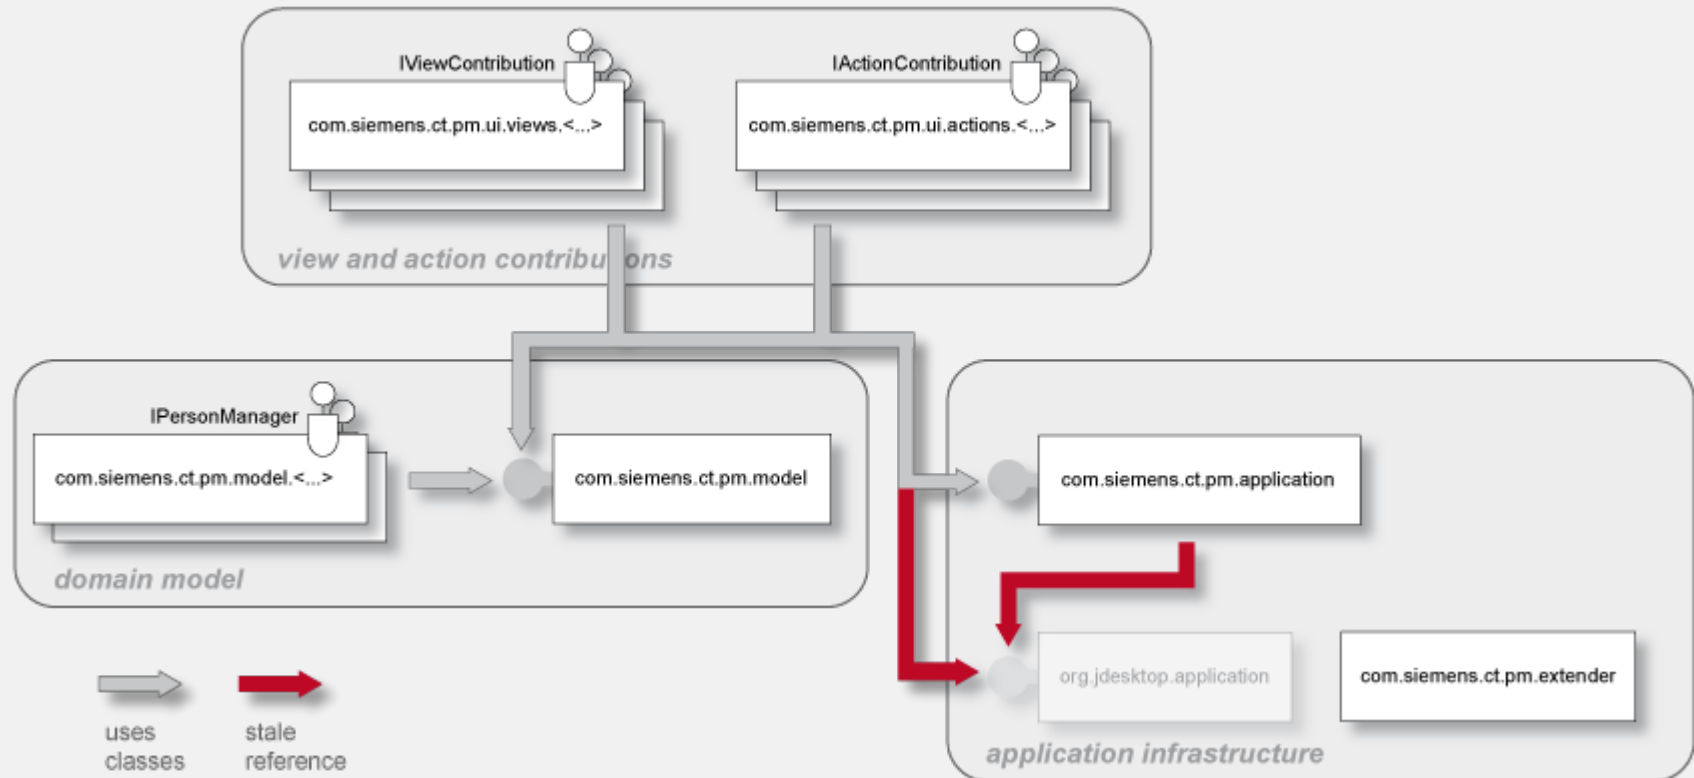 IViewContribution
IActionContribution
com.siemens.ct.pm.ui.views.<...>
com.siemens.ct.pm.ui.actions.<...>
view and action contributions
IPersonManager
com.siemens.ct.pm.model.<...>
com.siemens.ct.pm.model
com.siemens.ct.pm.application
domain model
org.jdesktop.application
com.siemens.ct.pm.extender
uses
classes
stale
reference
application infrastructure